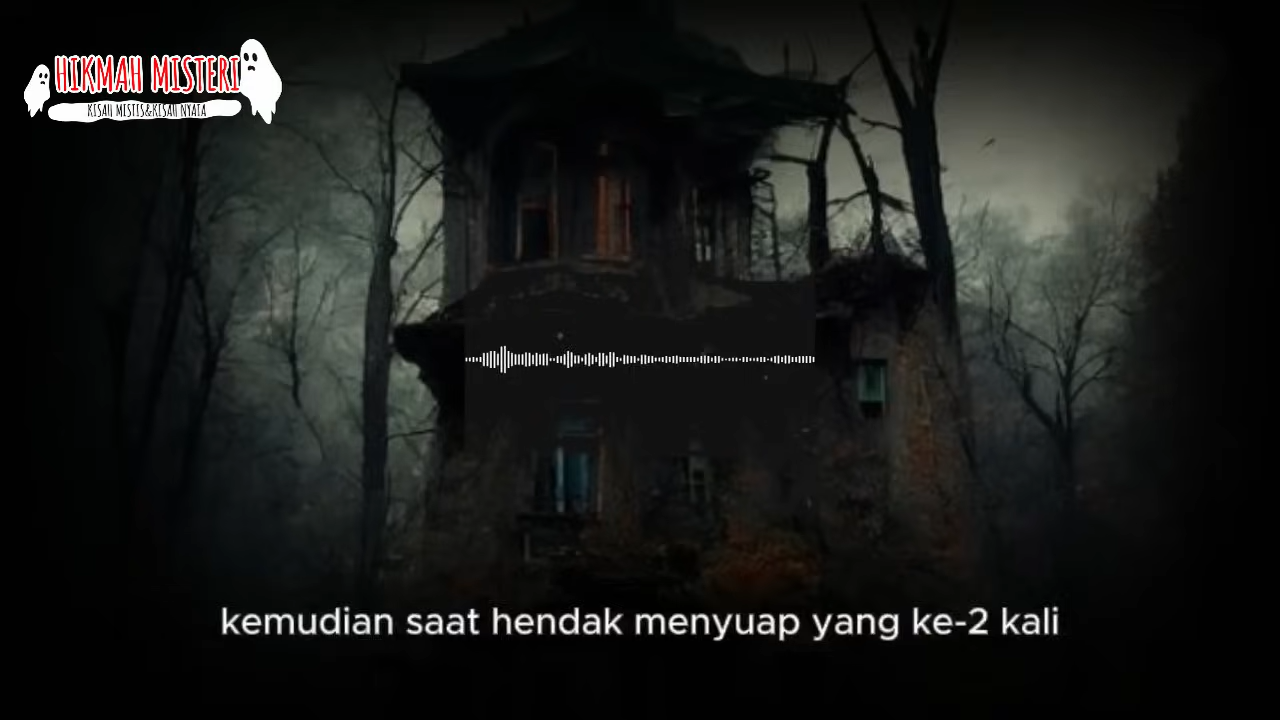 HIKMAH MISTERI
KISAH MISTIS&KISAH NYATA
kemudian saat hendak menyuap yang ke-2 kali